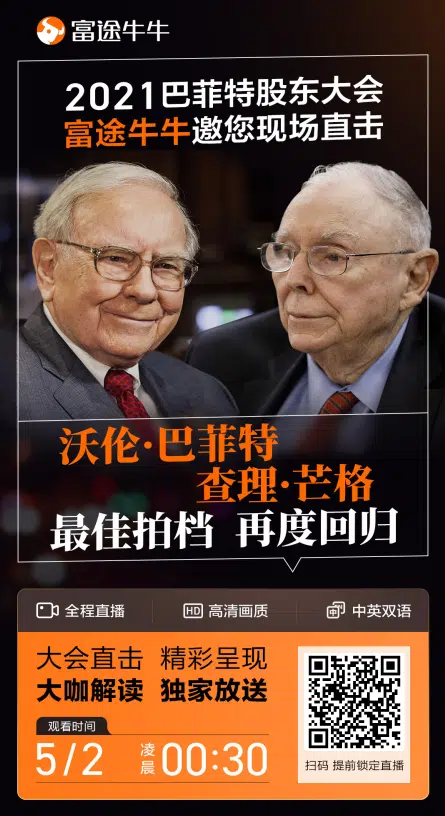 富途牛牛
2021巴菲特股东大会
富途牛牛邀您现场直击
沃伦·巴菲特
查理·芒格
最佳拍档 再度回归
全程直播
HD 高清画质
中 中英双语
大会直击 精彩呈现
大咖解读 独家放送
观看时间
5/2 凌晨 00:30
扫码 提前锁定直播